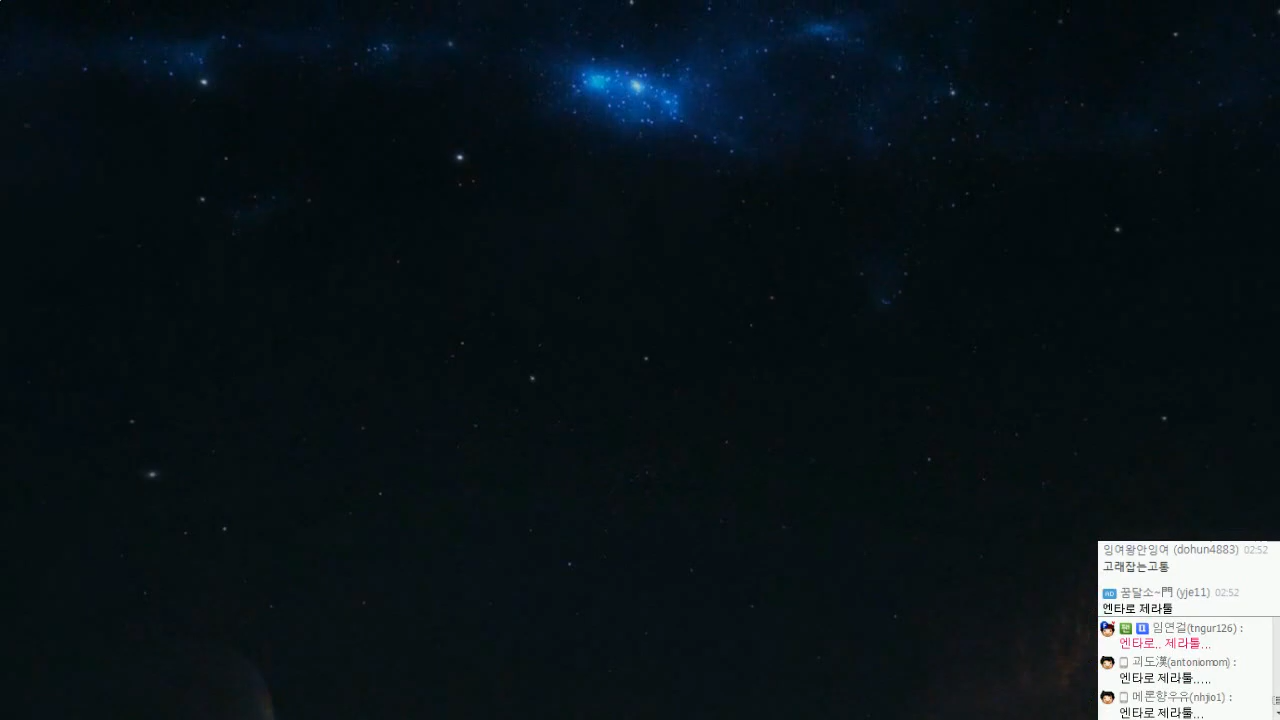 잉여왕안잉여 (dohun4883) 02:52
고래잡는고통
HD 꿈달소~門 (yje11) 02:52
엔타로 제라툴
임연걸(tngur126) :
엔타로.. 제라툴...
괴도漢(antoniomom) :
엔타로 제라툴.....
메론향우유(nhjio1) :
엔타로 제라툴...